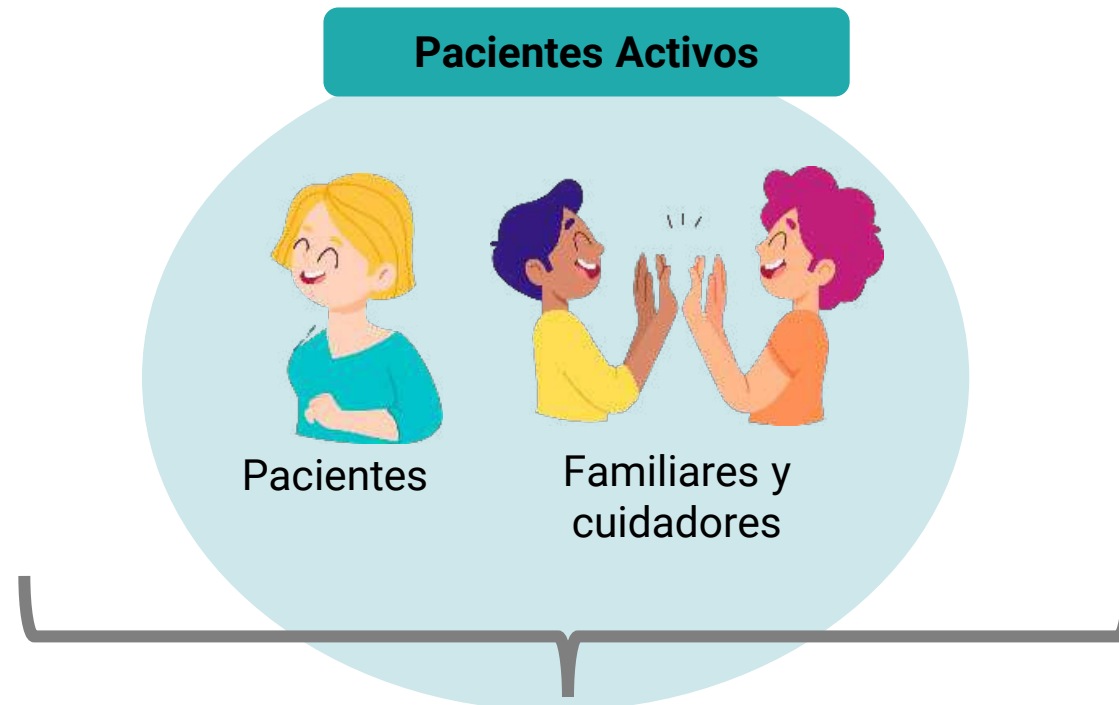 Pacientes Activos
Pacientes
Familiares y
cuidadores